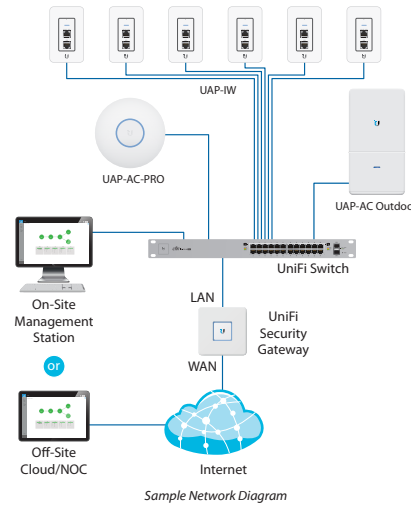 UAP-IW
UAP-AC-PRO
UAP-AC Outdoo
UniFi Switch
On-Site
Management
Station
LAN
UniFi
Security
Gateway
WAN
or
Off-Site
Cloud/NOC
Internet
Sample Network Diagram